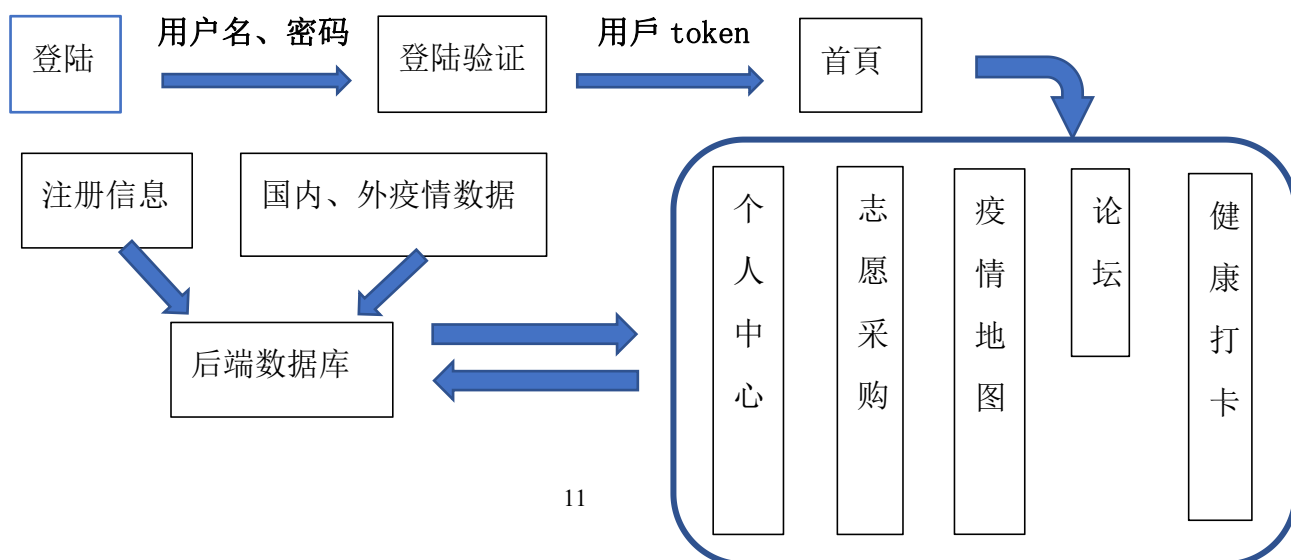 登陆
用户名、密码
登陆验证
用戶 token
首頁
注册信息
国内、外疫情数据
后端数据库
个人中心
志愿采购
疫情地图
论坛
健康打卡
11